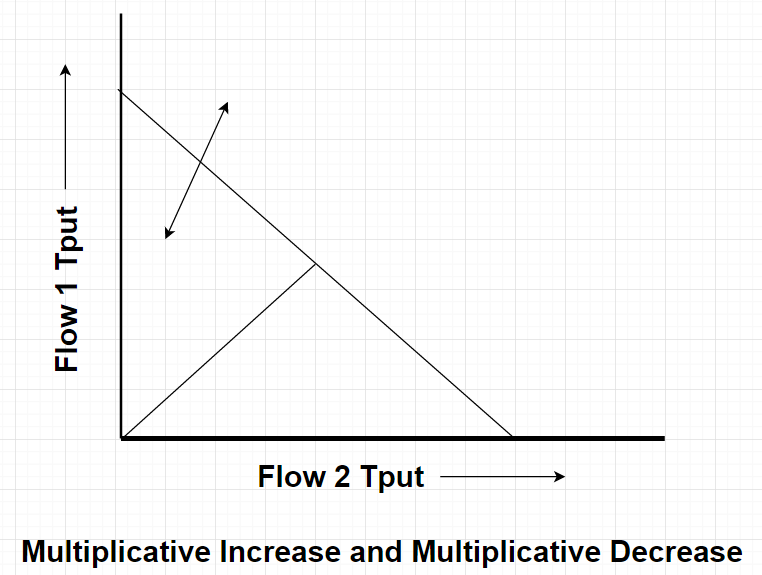 Flow 1 Tput
Flow 2 Tput
Multiplicative Increase and Multiplicative Decrease